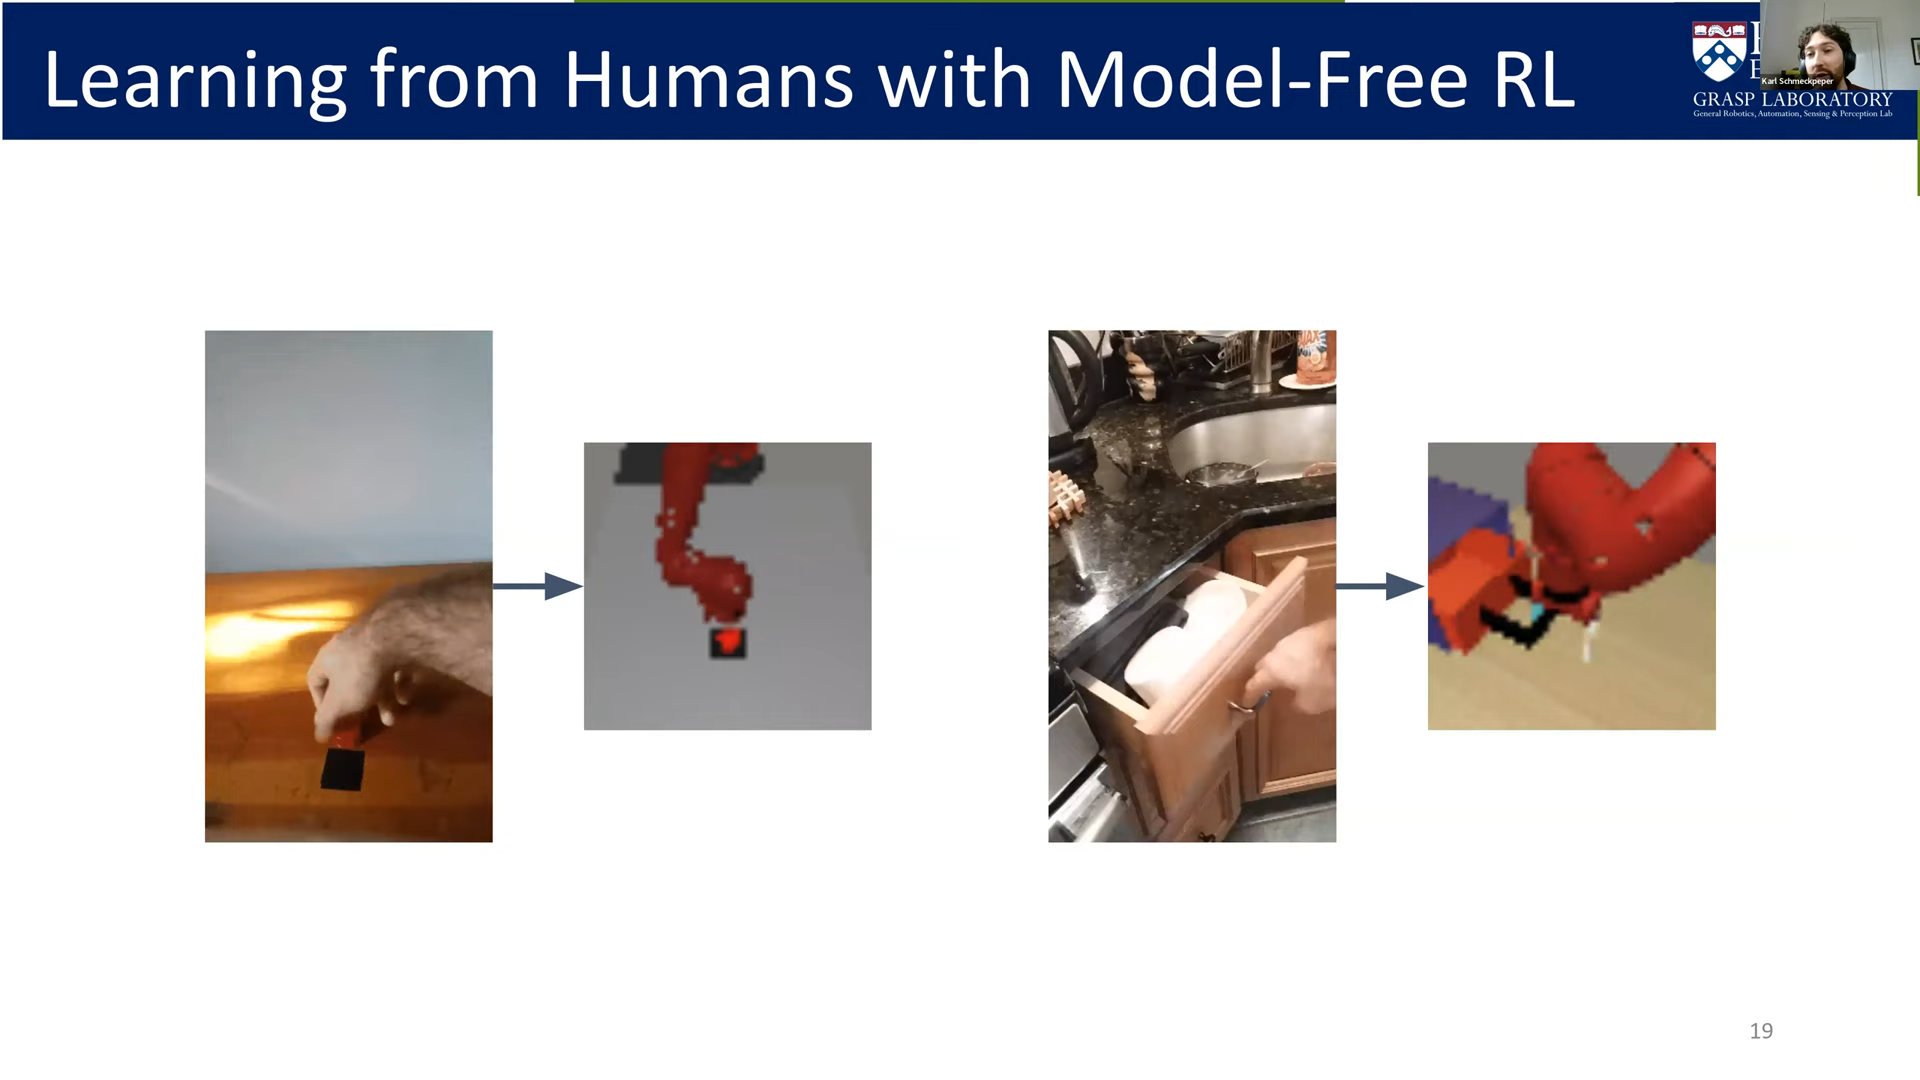 Learning from Humans with Model-Free RL
Karl Schmeckpeper
GRASP LABORATORY
General Robotics, Automation, Sensing & Perception Lab
19